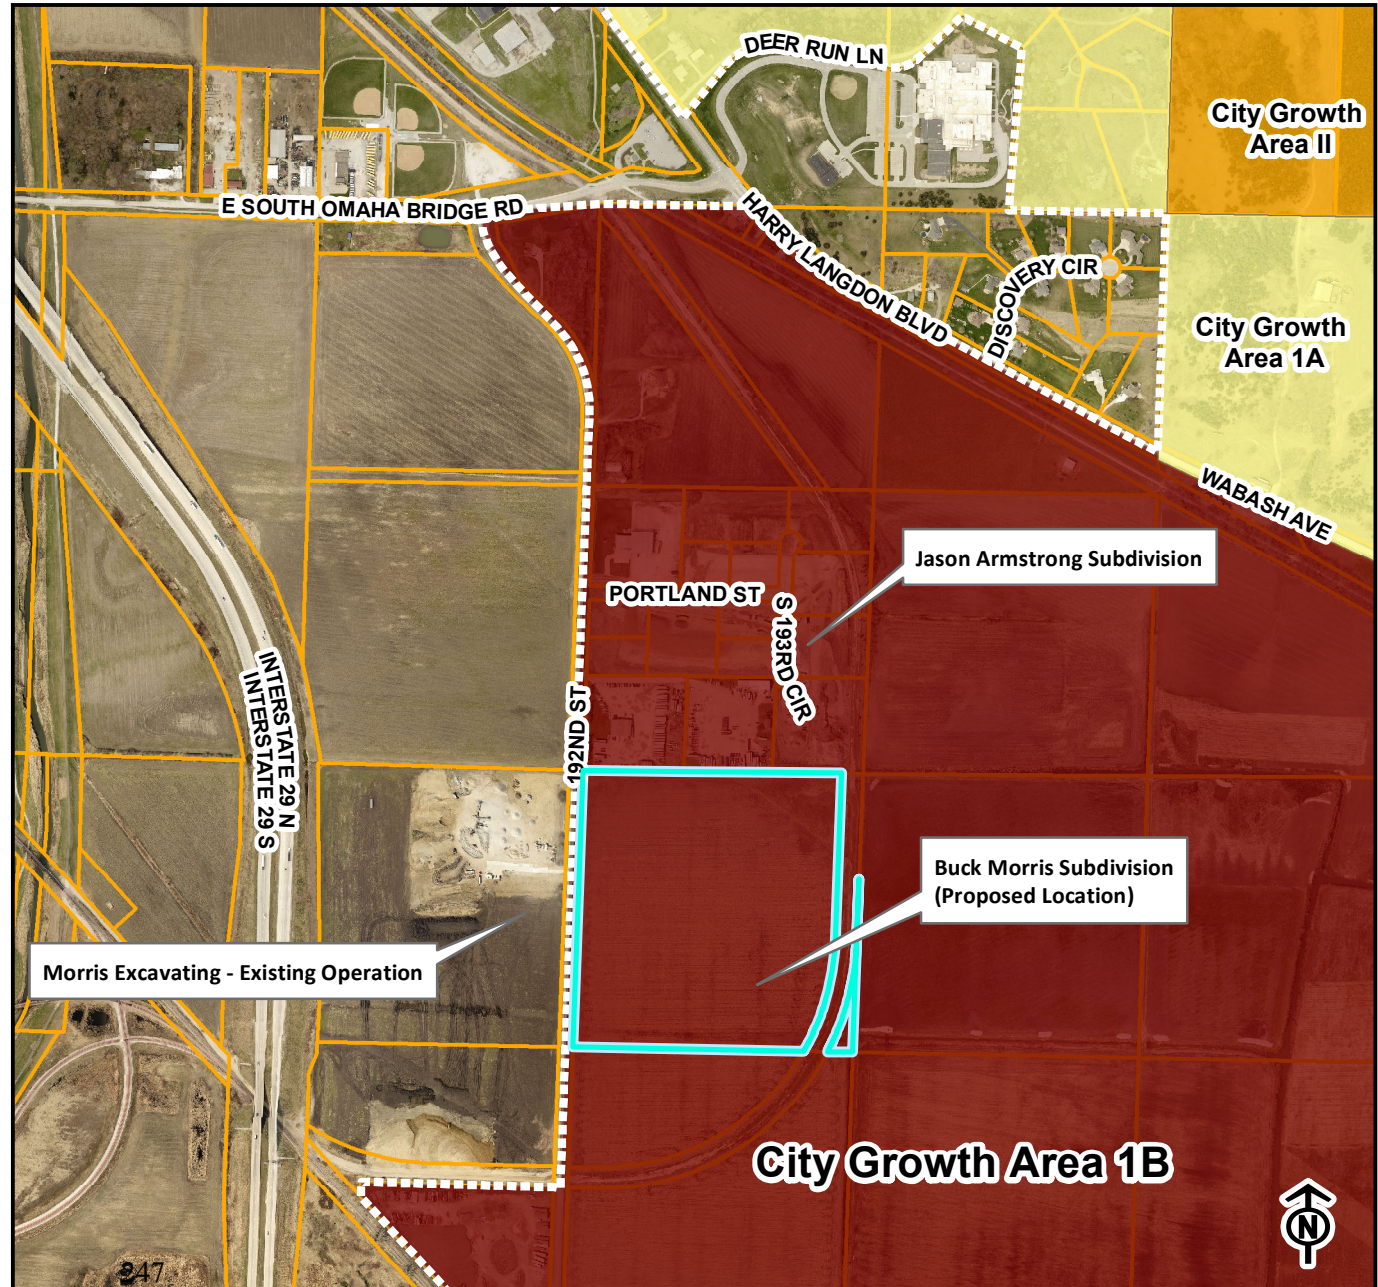 DEER RUN LN
City Growth
Area II
E SOUTH OMAHA BRIDGE RD
HARRY LANGDON BLVD
DISCOVERY CIR
City Growth
Area 1A
WABASH AVE
Jason Armstrong Subdivision
PORTLAND ST
S 193RD CIR
INTERSTATE 29 N
INTERSTATE 29 S
192ND ST
Buck Morris Subdivision
(Proposed Location)
Morris Excavating - Existing Operation
City Growth Area 1B
N
247